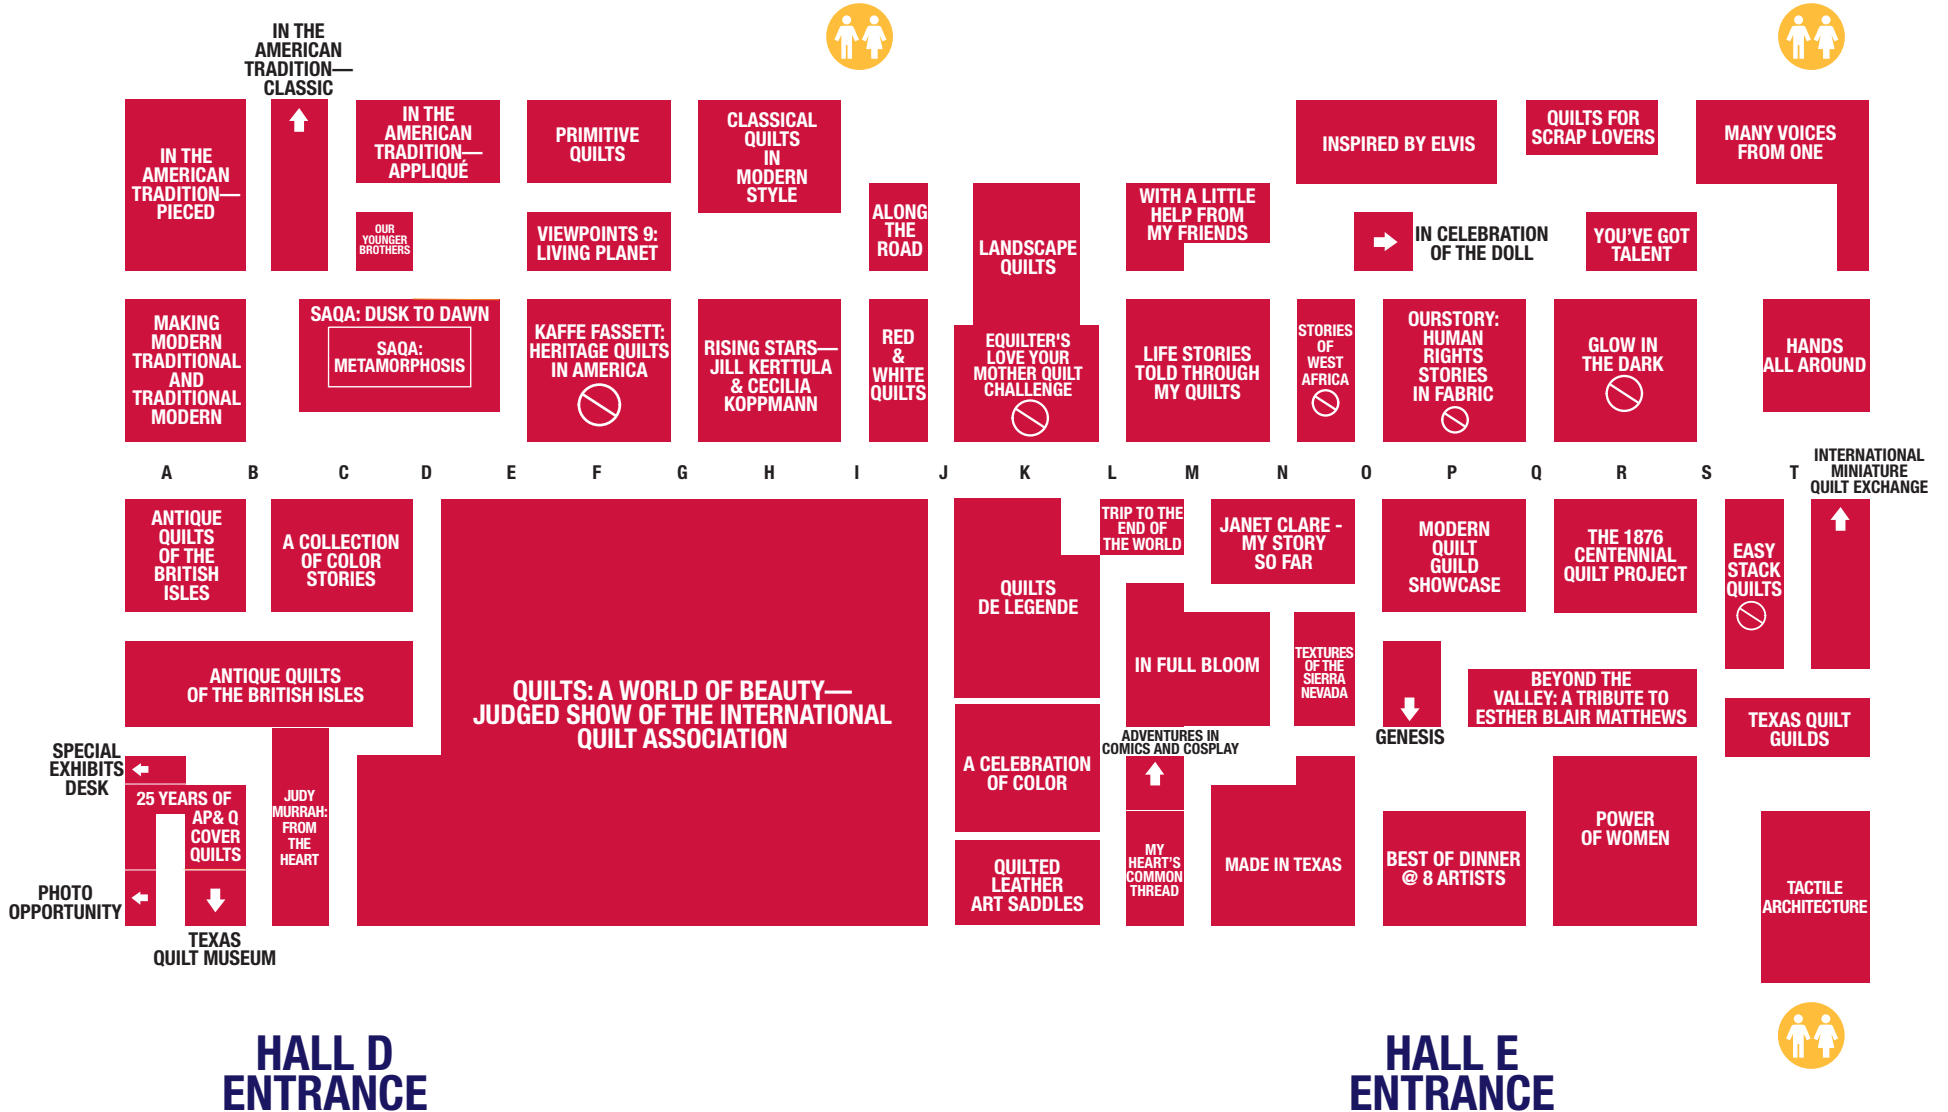 IN THE
AMERICAN
TRADITION—
CLASSIC
IN THE
AMERICAN
TRADITION—
PIECED
IN THE
AMERICAN
TRADITION—
APPLIQUÉ
PRIMITIVE
QUILTS
CLASSICAL
QUILTS
IN
MODERN
STYLE
INSPIRED BY ELVIS
QUILTS FOR
SCRAP LOVERS
MANY VOICES
FROM ONE
OUR
YOUNGER
BROTHERS
VIEWPOINTS 9:
LIVING PLANET
ALONG
THE
ROAD
LANDSCAPE
QUILTS
WITH A LITTLE
HELP FROM
MY FRIENDS
IN CELEBRATION
OF THE DOLL
YOU'VE GOT
TALENT
MAKING
MODERN
TRADITIONAL
AND
TRADITIONAL
MODERN
SAQA: DUSK TO DAWN
SAQA:
METAMORPHOSIS
KAFFE FASSETT:
HERITAGE QUILTS
IN AMERICA
RISING STARS—
JILL KERTTULA
& CECILIA
KOPPMANN
RED
&
WHITE
QUILTS
EQUILTER'S
LOVE YOUR
MOTHER QUILT
CHALLENGE
LIFE STORIES
TOLD THROUGH
MY QUILTS
STORIES
OF
WEST
AFRICA
OURSTORY:
HUMAN
RIGHTS
STORIES
IN FABRIC
GLOW IN
THE DARK
HANDS
ALL AROUND
A B C D E F G H I J K L M N O P Q R S T
INTERNATIONAL
MINIATURE
QUILT EXCHANGE
ANTIQUE
QUILTS
OF THE
BRITISH
ISLES
A COLLECTION
OF COLOR
STORIES
QUILTS: A WORLD OF BEAUTY—
JUDGED SHOW OF THE INTERNATIONAL
QUILT ASSOCIATION
QUILTS
DE LEGENDE
TRIP TO THE
END OF
THE WORLD
JANET CLARE -
MY STORY
SO FAR
MODERN
QUILT
GUILD
SHOWCASE
THE 1876
CENTENNIAL
QUILT PROJECT
EASY
STACK
QUILTS
ANTIQUE QUILTS
OF THE BRITISH ISLES
IN FULL BLOOM
TEXTURES
OF THE
SIERRA
NEVADA
GENESIS
BEYOND THE
VALLEY: A TRIBUTE TO
ESTHER BLAIR MATTHEWS
TEXAS QUILT
GUILDS
SPECIAL
EXHIBITS
DESK
25 YEARS OF
AP& Q
COVER
QUILTS
JUDY
MURRAH:
FROM
THE
HEART
A CELEBRATION
OF COLOR
ADVENTURES IN
COMICS AND COSPLAY
MY
HEART'S
COMMON
THREAD
MADE IN TEXAS
BEST OF DINNER
@ 8 ARTISTS
POWER
OF WOMEN
TACTILE
ARCHITECTURE
PHOTO
OPPORTUNITY
TEXAS
QUILT MUSEUM
QUILTED
LEATHER
ART SADDLES
HALL D
ENTRANCE
HALL E
ENTRANCE